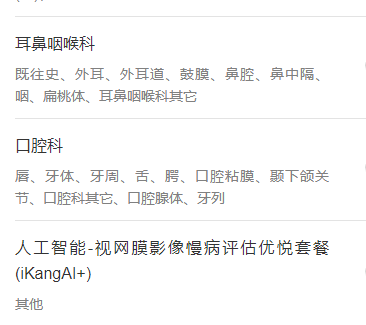 耳鼻咽喉科
既往史、外耳、外耳道、鼓膜、鼻腔、鼻中隔、
咽、扁桃体、耳鼻咽喉科其它
口腔科
唇、牙体、牙周、舌、腭、口腔粘膜、颞下颌关
节、口腔科其它、口腔腺体、牙列
人工智能-视网膜影像慢病评估优悦套餐
(iKangAI+)
其他